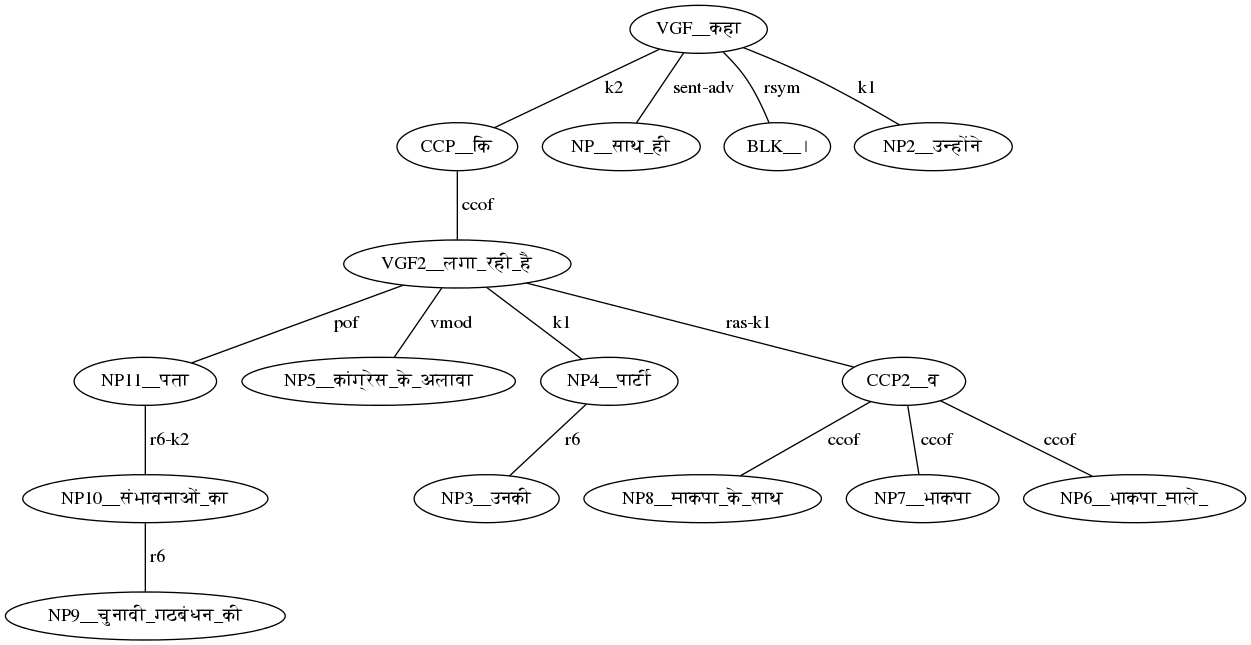 VGF__कहा
k2 sent-adv rsym k1
CCP__कि NP__साथ_ही BLK__। NP2__उन्होंने
ccof
VGF2__लगा_रही_है
pof vmod k1 ras-k1
NP11__पता NP5__कांग्रेस_के_अलावा NP4__पार्टी CCP2__व
r6-k2 r6 ccof ccof ccof
NP10__संभावनाओं_का NP3__उनकी NP8__माकपा_के_साथ NP7__भाकपा NP6__भाकपा_माले_
r6
NP9__चुनावी_गठबंधन_की